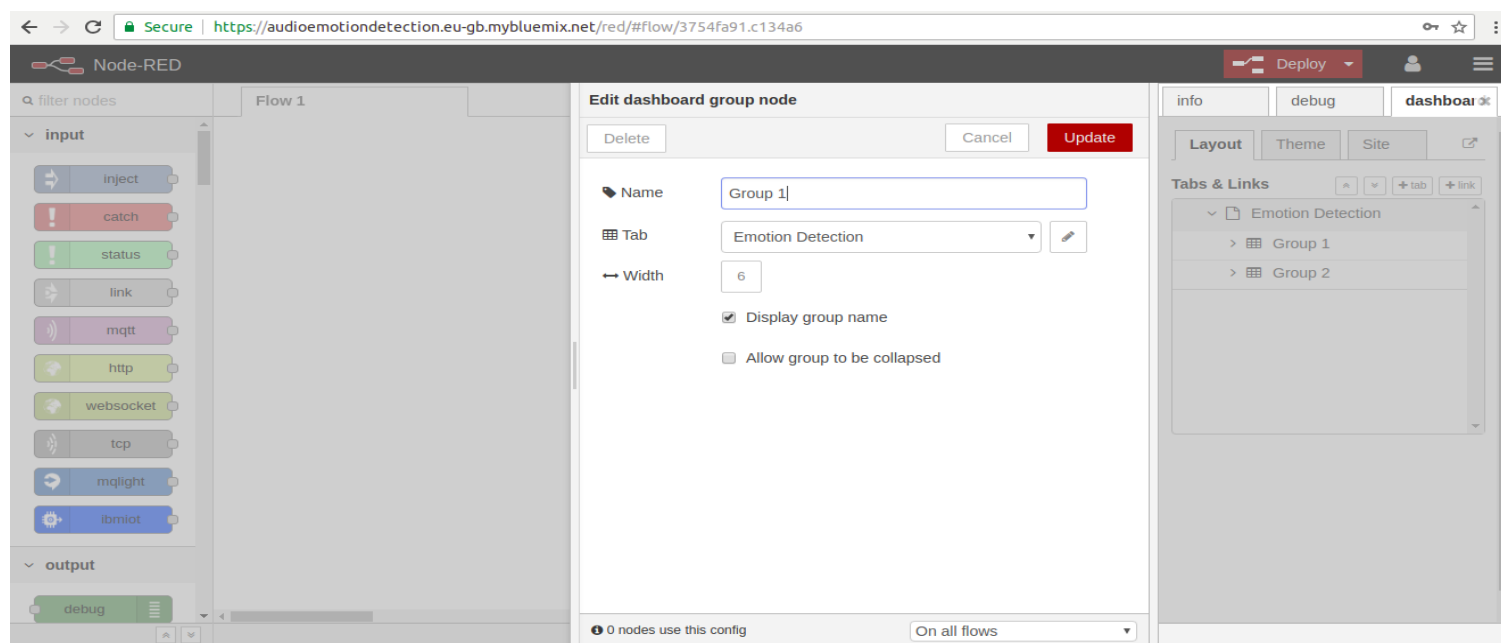 Secure | https://audioemotiondetection.eu-gb.mybluemix.net/red/#flow/3754fa91.c134a6
Node-RED
Deploy
filter nodes
Flow 1
Edit dashboard group node
info
debug
dashboar
input
Delete
Cancel
Update
Layout
Theme
Site
inject
Name
Group 1
Tabs & Links
+ tab
+ link
catch
Emotion Detection
Tab
Emotion Detection
Group 1
status
Width
6
Group 2
link
Display group name
mqtt
Allow group to be collapsed
http
websocket
tcp
mqlight
ibmiot
output
debug
0 nodes use this config
On all flows